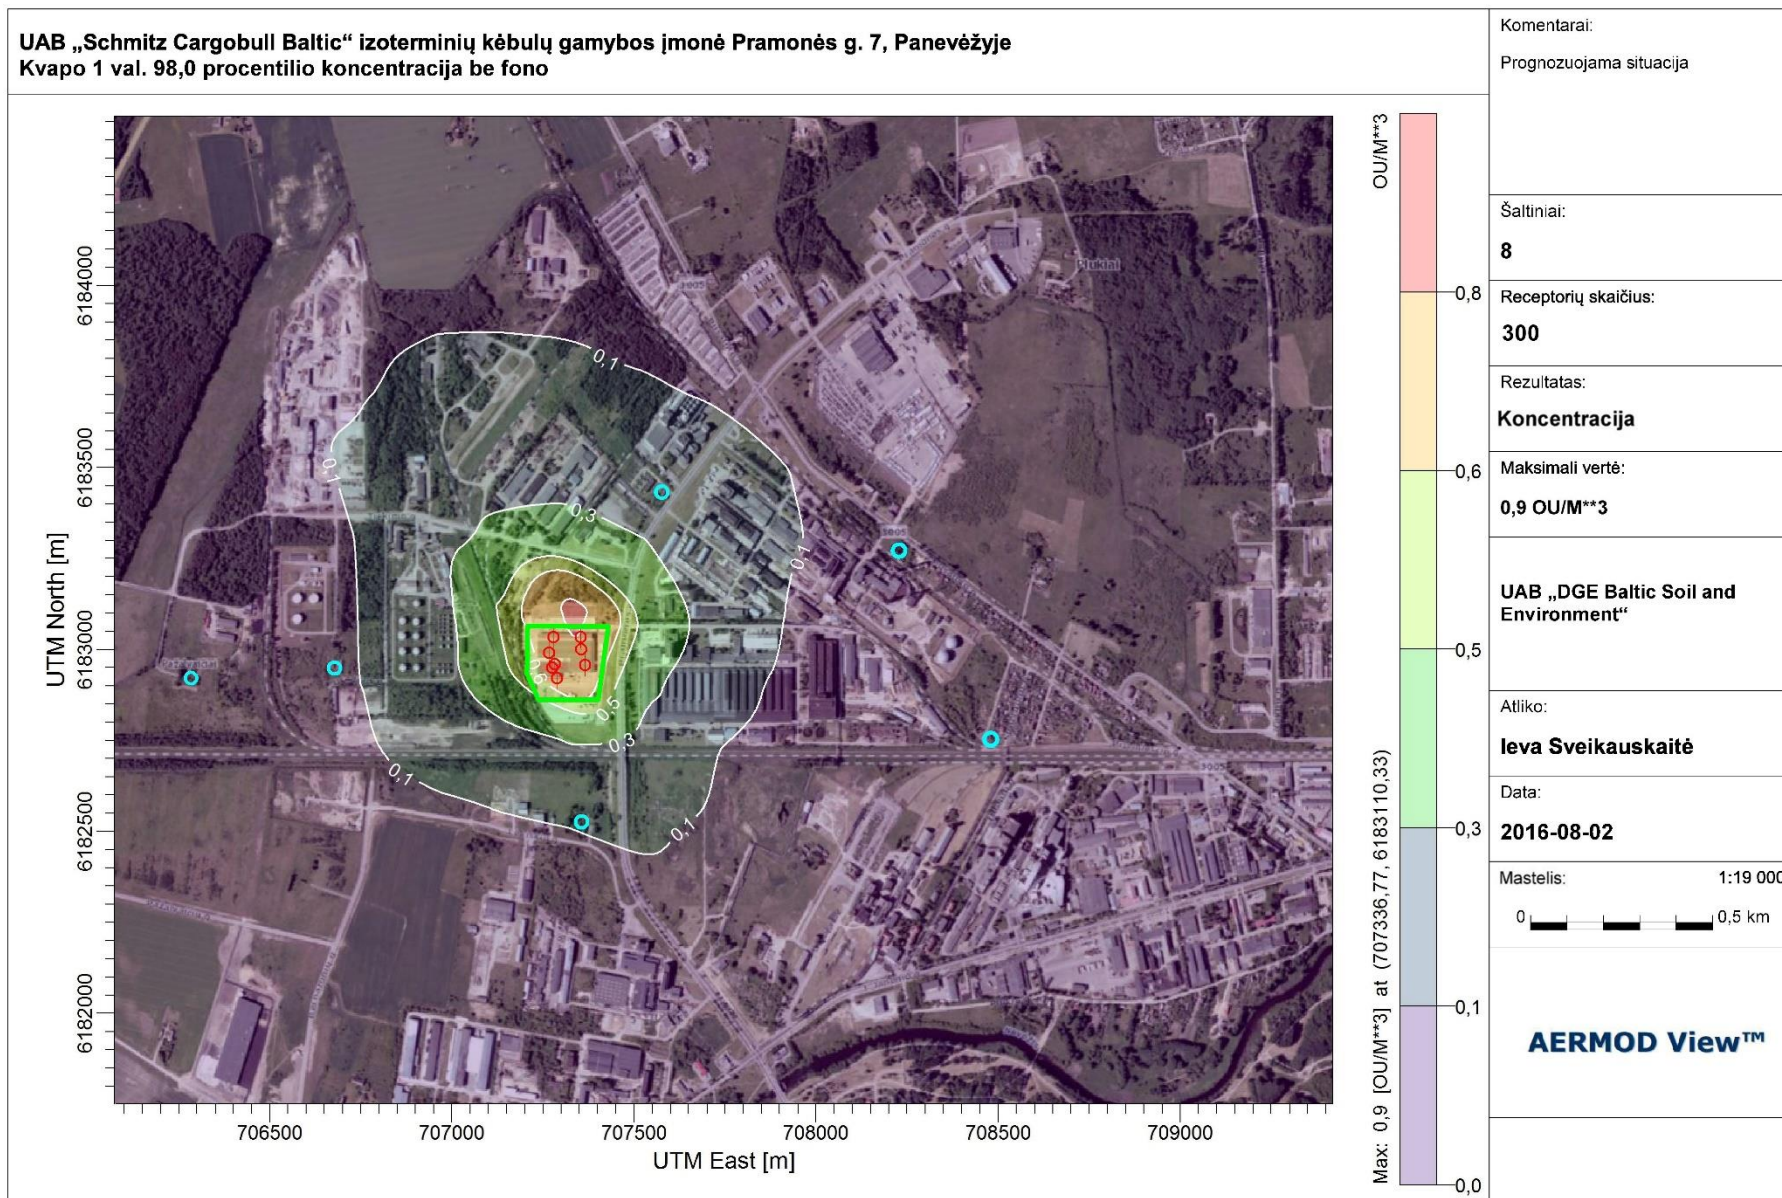 UAB „Schmitz Cargobull Baltic“ izoterminių kėbulų gamybos įmonė Pramonės g. 7, Panevėžyje
Kvapo 1 val. 98,0 procentilio koncentracija be fono
UTM North [m]
6184000
6183500
6183000
6182500
6182000
706500
707000
707500
708000
708500
709000
UTM East [m]
0,1
0,1
0,1
0,1
0,1
0,3
0,3
0,5
0,6
3005
3005
3005
OU/M**3
0,8
0,6
0,5
0,3
0,1
0,0
Max: 0,9 [OU/M**3] at (707336,77, 6183110,33)
Komentarai:
Prognozuojama situacija
Šaltiniai:
8
Receptorių skaičius:
300
Rezultatas:
Koncentracija
Maksimali vertė:
0,9 OU/M**3
UAB „DGE Baltic Soil and
Environment“
Atliko:
Ieva Sveikauskaitė
Data:
2016-08-02
Mastelis:
1:19 000
0
0,5 km
AERMOD View™